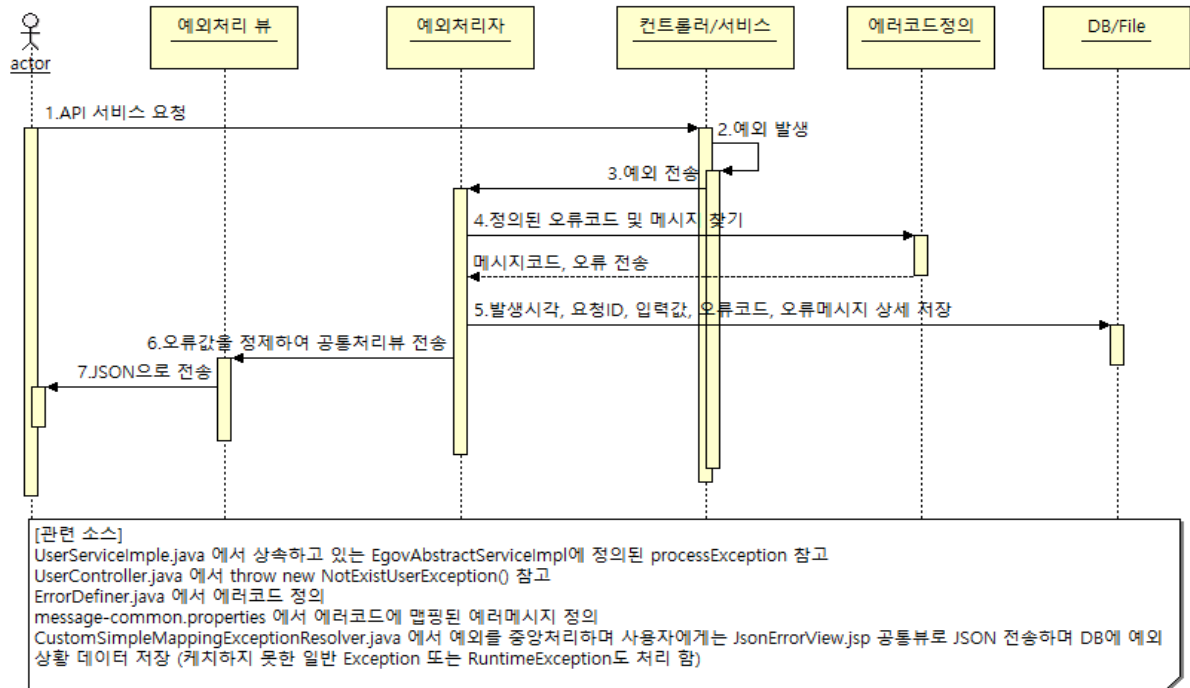 actor
예외처리 뷰
예외처리자
컨트롤러/서비스
에러코드정의
DB/File
1.API 서비스 요청
2.예외 발생
3.예외 전송
4.정의된 오류코드 및 메시지 찾기
메시지코드, 오류 전송
5.발생시각, 요청ID, 입력값, 오류코드, 오류메시지 상세 저장
6.오류값을 정제하여 공통처리뷰 전송
7.JSON으로 전송
[관련 소스]
UserServiceImple.java 에서 상속하고 있는 EgovAbstractServiceImpl에 정의된 processException 참고
UserController.java 에서 throw new NotExistUserException() 참고
ErrorDefiner.java 에서 에러코드 정의
message-common.properties 에서 에러코드에 맵핑된 예러메시지 정의
CustomSimpleMappingExceptionResolver.java 에서 예외를 중앙처리하며 사용자에게는 JsonErrorView.jsp 공통뷰로 JSON 전송하며 DB에 예외
상황 데이터 저장 (케치하지 못한 일반 Exception 또는 RuntimeException도 처리 함)